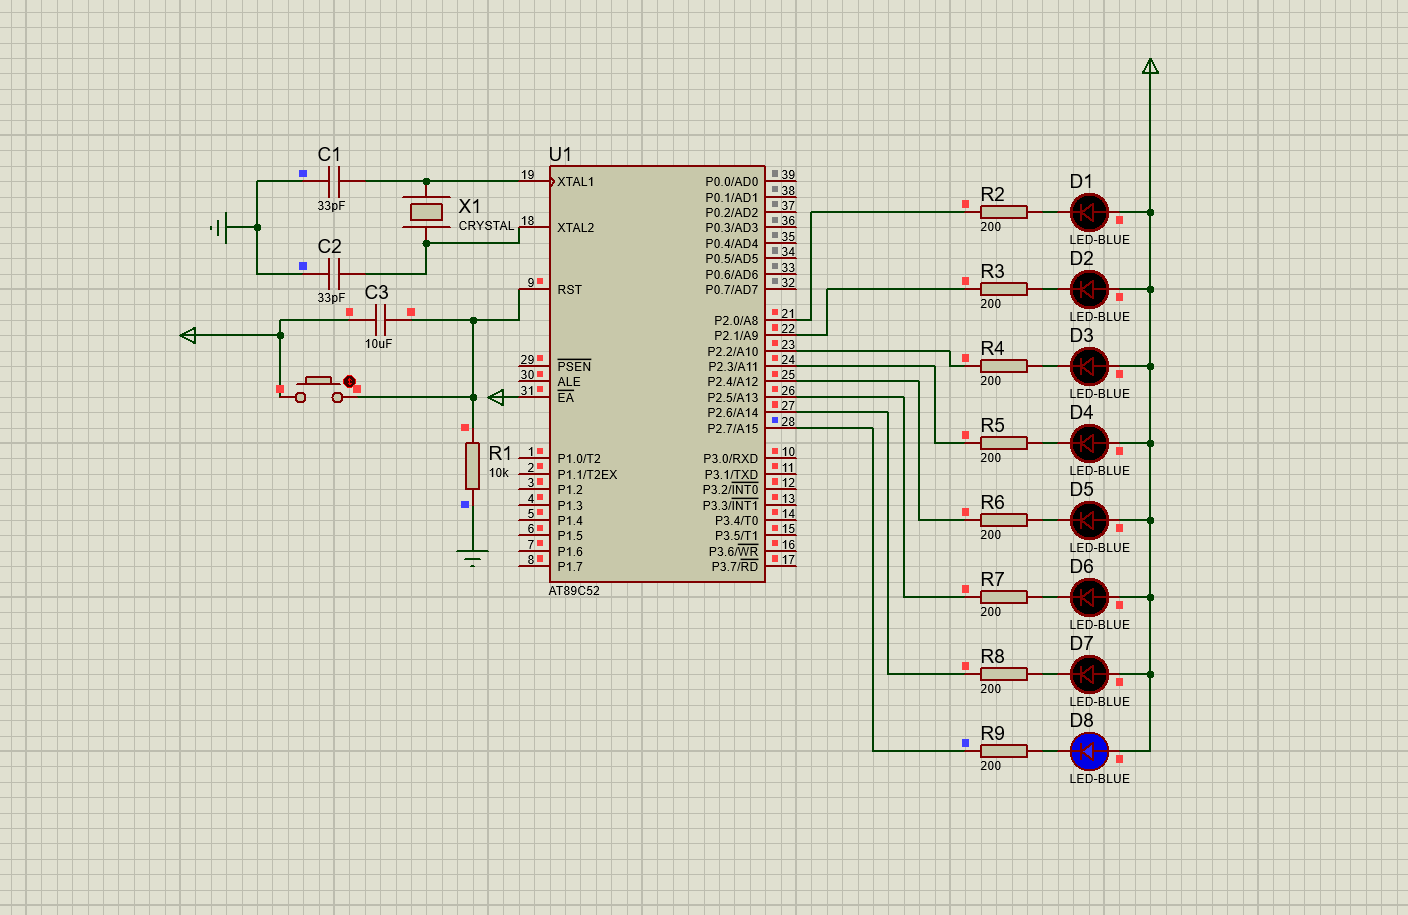 C1
33pF
C2
33pF
X1
CRYSTAL
C3
10uF
R1
10k
U1
19
XTAL1
18
XTAL2
9
RST
29
PSEN
30
ALE
31
EA
1
P1.0/T2
2
P1.1/T2EX
3
P1.2
4
P1.3
5
P1.4
6
P1.5
7
P1.6
8
P1.7
P0.0/AD0
39
P0.1/AD1
38
P0.2/AD2
37
P0.3/AD3
36
P0.4/AD4
35
P0.5/AD5
34
P0.6/AD6
33
P0.7/AD7
32
P2.0/A8
21
P2.1/A9
22
P2.2/A10
23
P2.3/A11
24
P2.4/A12
25
P2.5/A13
26
P2.6/A14
27
P2.7/A15
28
P3.0/RXD
10
P3.1/TXD
11
P3.2/INT0
12
P3.3/INT1
13
P3.4/T0
14
P3.5/T1
15
P3.6/WR
16
P3.7/RD
17
AT89C52
R2
200
D1
LED-BLUE
R3
200
D2
LED-BLUE
R4
200
D3
LED-BLUE
R5
200
D4
LED-BLUE
R6
200
D5
LED-BLUE
R7
200
D6
LED-BLUE
R8
200
D7
LED-BLUE
R9
200
D8
LED-BLUE